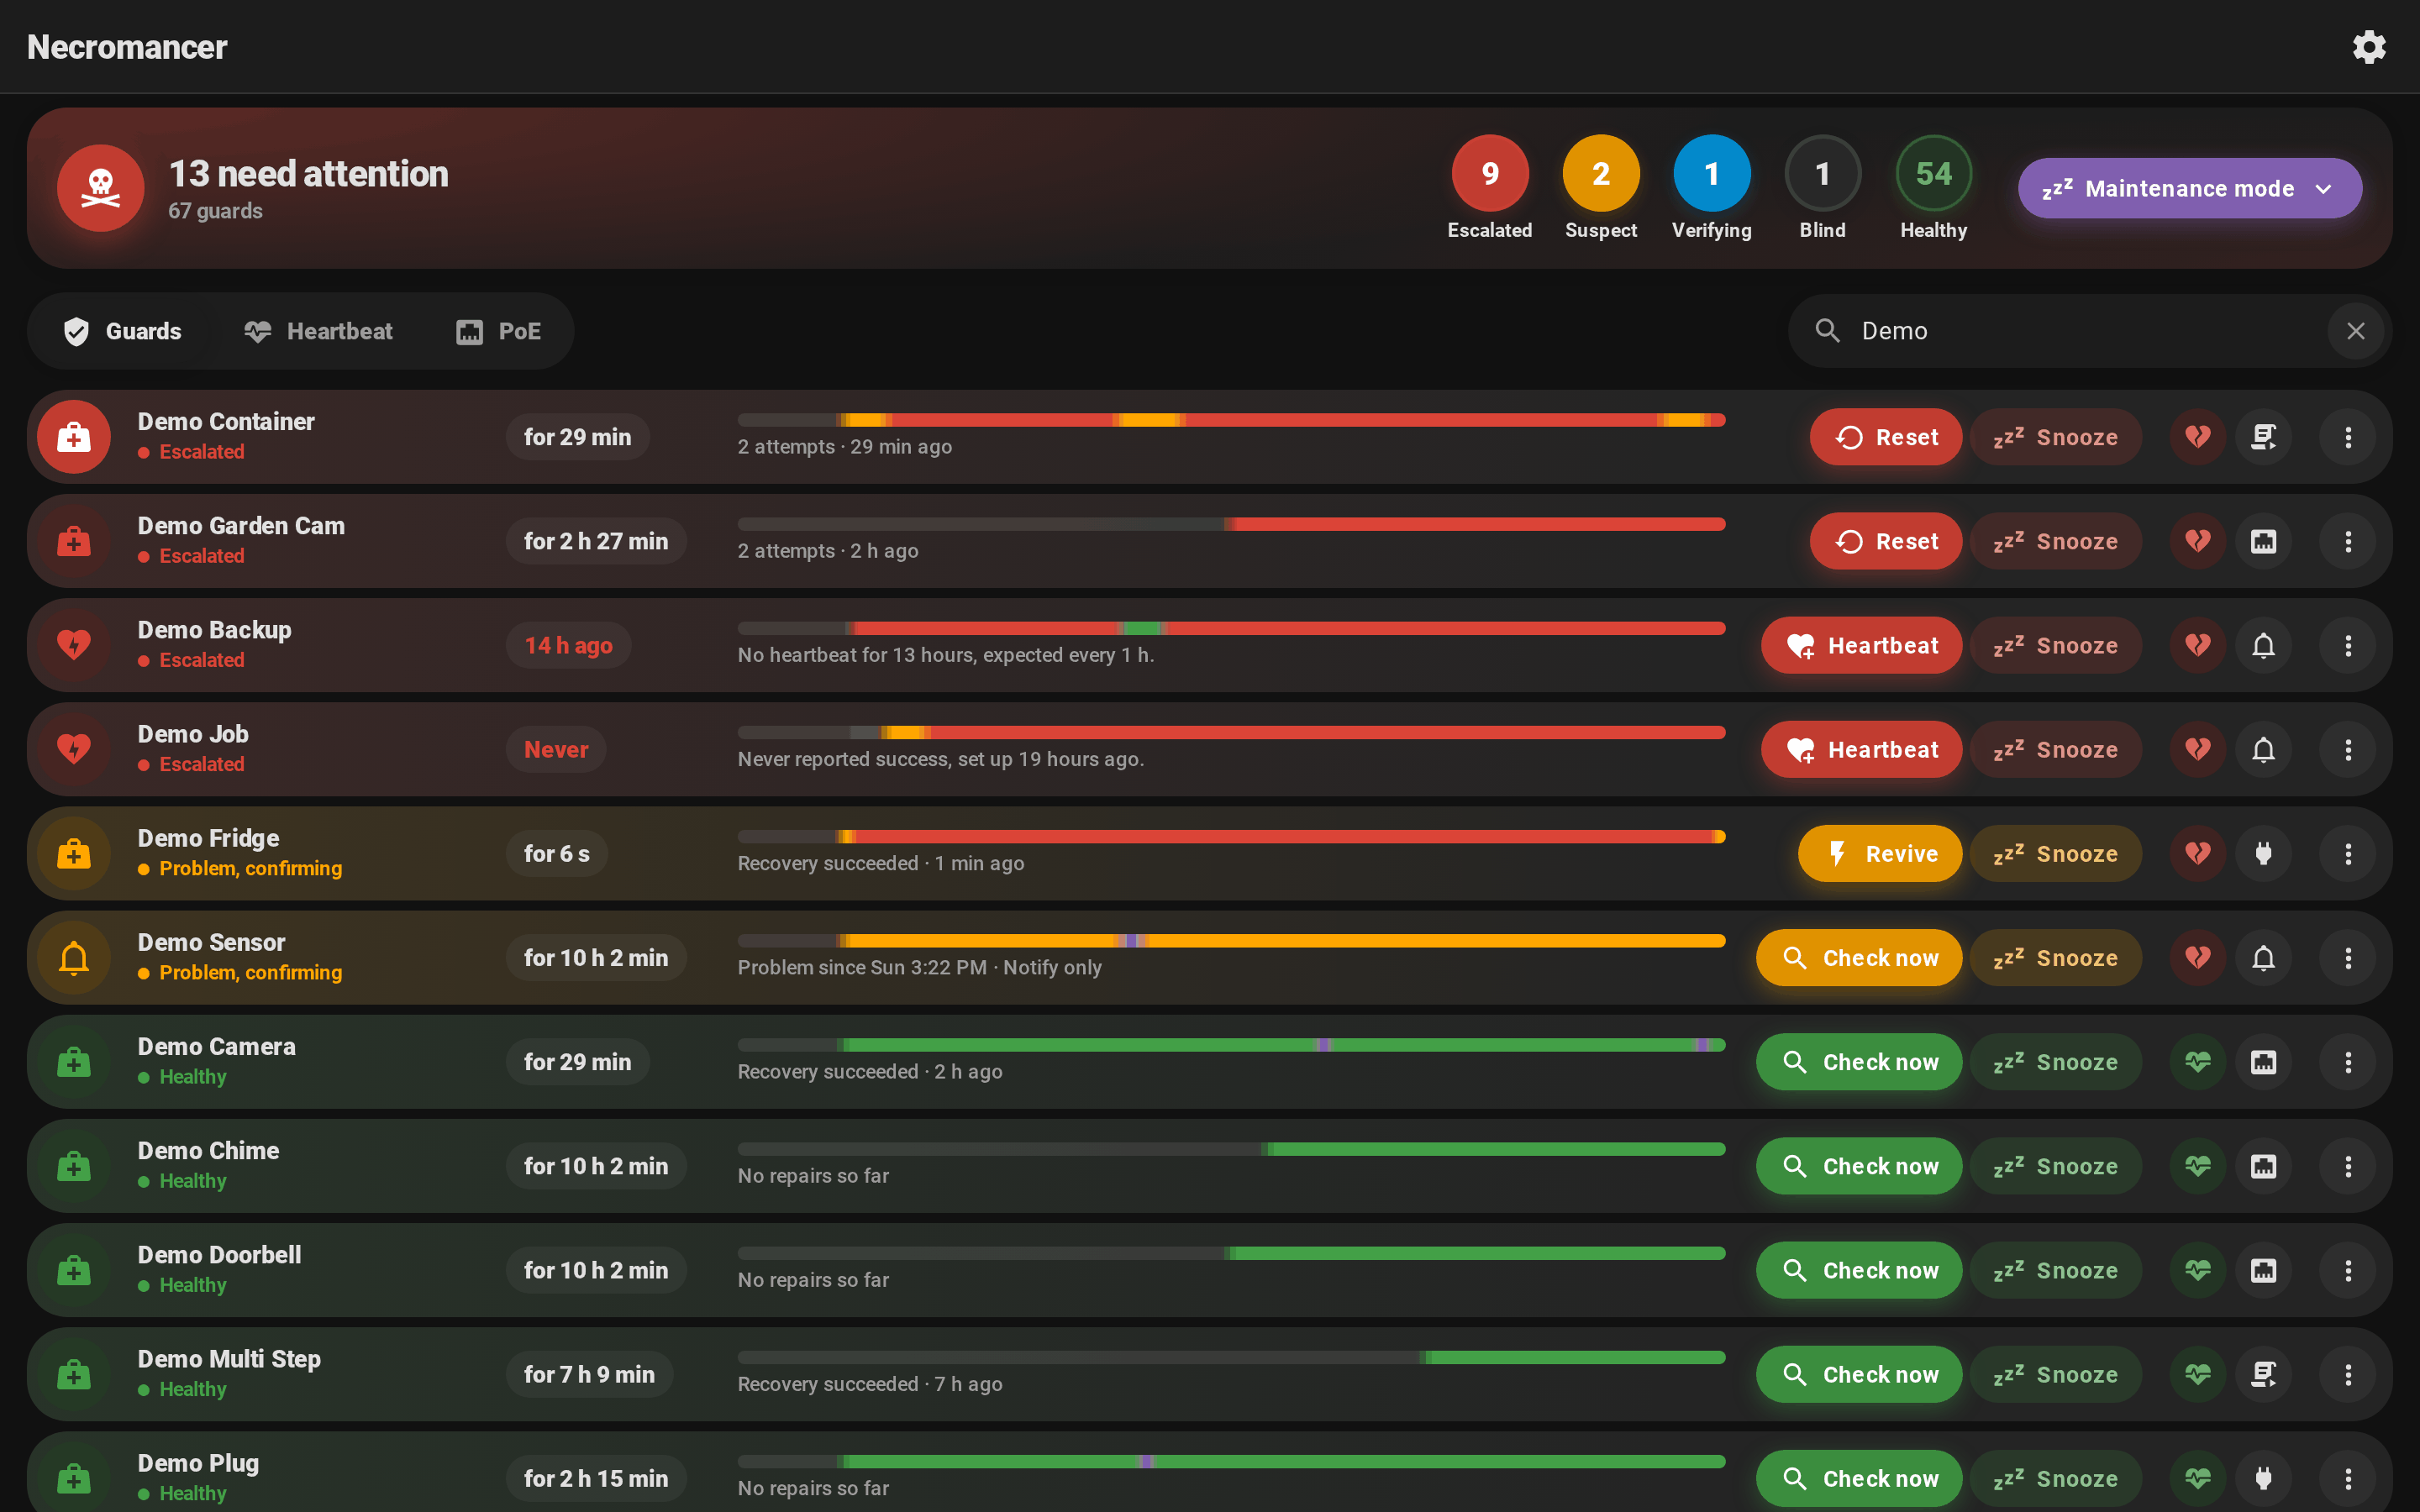 Necromancer
13 need attention
67 guards
9
Escalated
2
Suspect
1
Verifying
1
Blind
54
Healthy
zzz Maintenance mode
Guards
Heartbeat
PoE
Demo
Demo Container
Escalated
for 29 min
2 attempts · 29 min ago
Reset
zzz Snooze
Demo Garden Cam
Escalated
for 2 h 27 min
2 attempts · 2 h ago
Reset
zzz Snooze
Demo Backup
Escalated
14 h ago
No heartbeat for 13 hours, expected every 1 h.
Heartbeat
zzz Snooze
Demo Job
Escalated
Never
Never reported success, set up 19 hours ago.
Heartbeat
zzz Snooze
Demo Fridge
Problem, confirming
for 6 s
Recovery succeeded · 1 min ago
Revive
zzz Snooze
Demo Sensor
Problem, confirming
for 10 h 2 min
Problem since Sun 3:22 PM · Notify only
Check now
zzz Snooze
Demo Camera
Healthy
for 29 min
Recovery succeeded · 2 h ago
Check now
zzz Snooze
Demo Chime
Healthy
for 10 h 2 min
No repairs so far
Check now
zzz Snooze
Demo Doorbell
Healthy
for 10 h 2 min
No repairs so far
Check now
zzz Snooze
Demo Multi Step
Healthy
for 7 h 9 min
Recovery succeeded · 7 h ago
Check now
zzz Snooze
Demo Plug
Healthy
for 2 h 15 min
No repairs so far
Check now
zzz Snooze